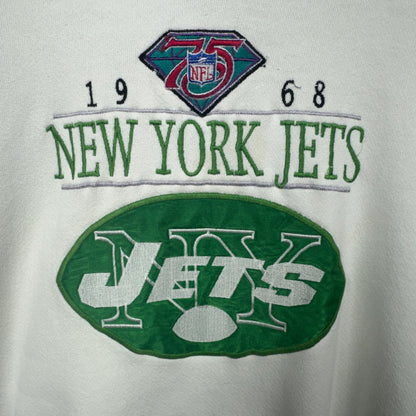 75
NFL
19 68
NEW YORK JETS
NY
JETS